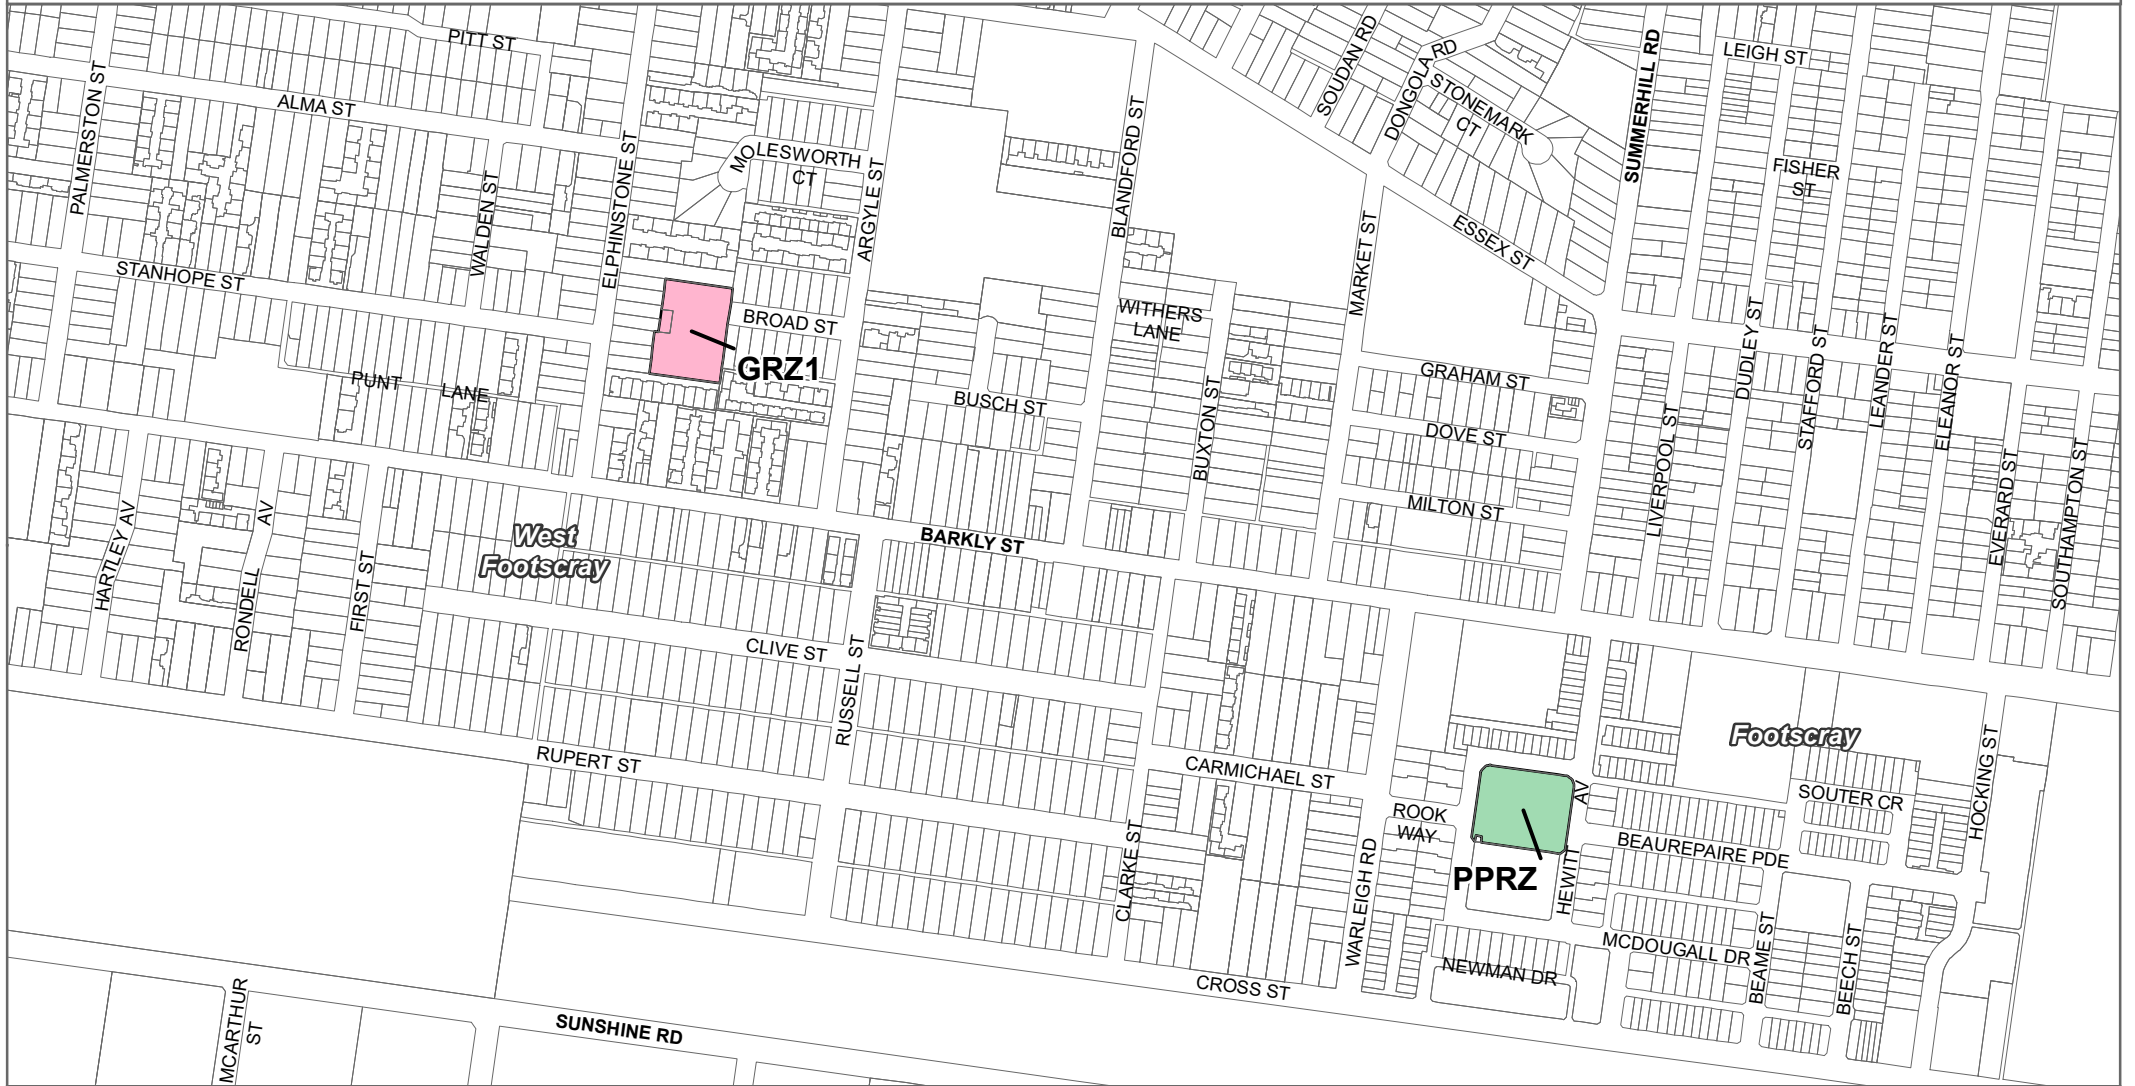 PITT ST
SOUDAN RD
DONGOLA RD
SUMMERHILL RD
LEIGH ST
PALMERSTON ST
ALMA ST
STONEMARK
CT
ELPHINSTONE ST
MO
LESWORTH
CT
ARGYLE ST
BLANDFORD ST
FISHER
ST
WALDEN ST
MARKET ST
ESSEX ST
STANHOPE ST
BROAD ST
WITHERS
LANE
GRZ1
DUDLEY ST
STAFFORD ST
LEANDER ST
ELEANOR ST
PUNT LANE
BUSCH ST
BUXTON ST
GRAHAM ST
DOVE ST
LIVERPOOL ST
EVERARD ST
SOUTHAMPTON ST
MILTON ST
HARTLEY AV
RONDELL AV
FIRST ST
West
Footscray
BARKLY ST
CLIVE ST
RUSSELL ST
RUPERT ST
CARMICHAEL ST
Footscray
HOCKING ST
ROOK
WAY
SOUTER CR
HEWITT AV
BEAUREPAIRE PDE
PPRZ
CLARKE ST
WARLEIGH RD
MCDOUGALL DR
BEAME ST
BEECH ST
NEWMAN DR
CROSS ST
MCARTHUR
ST
SUNSHINE RD